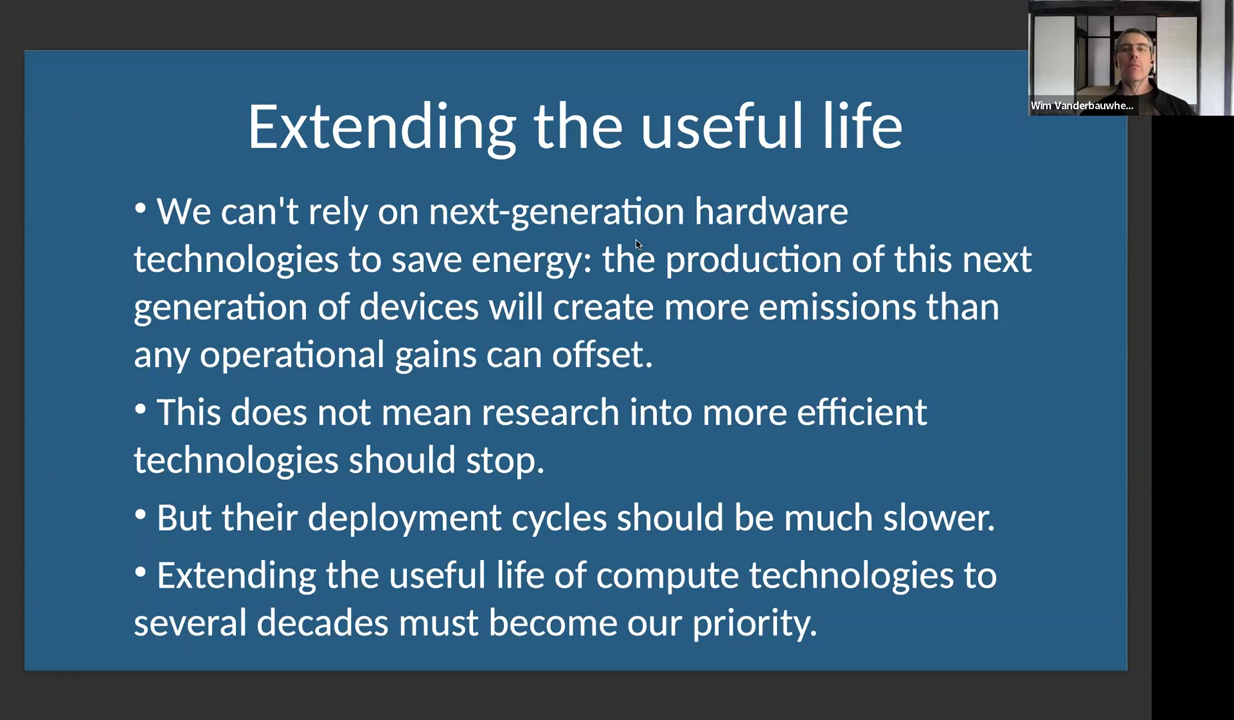 Wim Vanderbauwhe...
Extending the useful life
• We can't rely on next-generation hardware
technologies to save energy: the production of this next
generation of devices will create more emissions than
any operational gains can offset.
• This does not mean research into more efficient
technologies should stop.
• But their deployment cycles should be much slower.
• Extending the useful life of compute technologies to
several decades must become our priority.